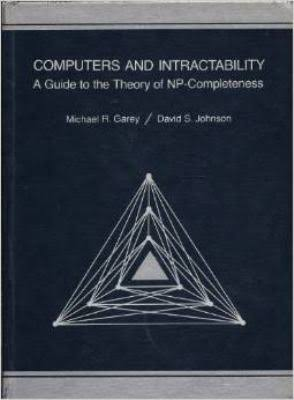 COMPUTERS AND INTRACTABILITY
A Guide to the Theory of NP-Completeness
Michael R. Garey / David S. Johnson